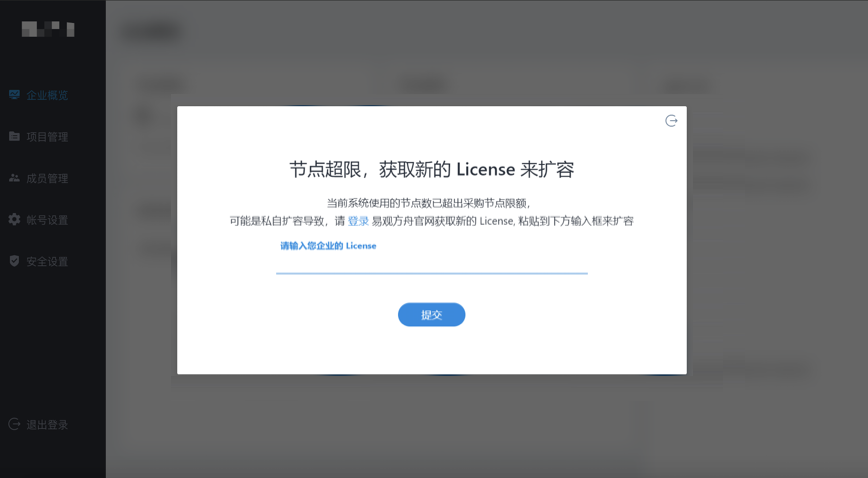 企业概览
项目管理
成员管理
帐号设置
安全设置
退出登录
节点超限，获取新的 License 来扩容
当前系统使用的节点数已超出采购节点限额，
可能是私自扩容导致，请 登录 易观方舟官网获取新的 License, 粘贴到下方输入框来扩容
请输入您企业的 License
提交